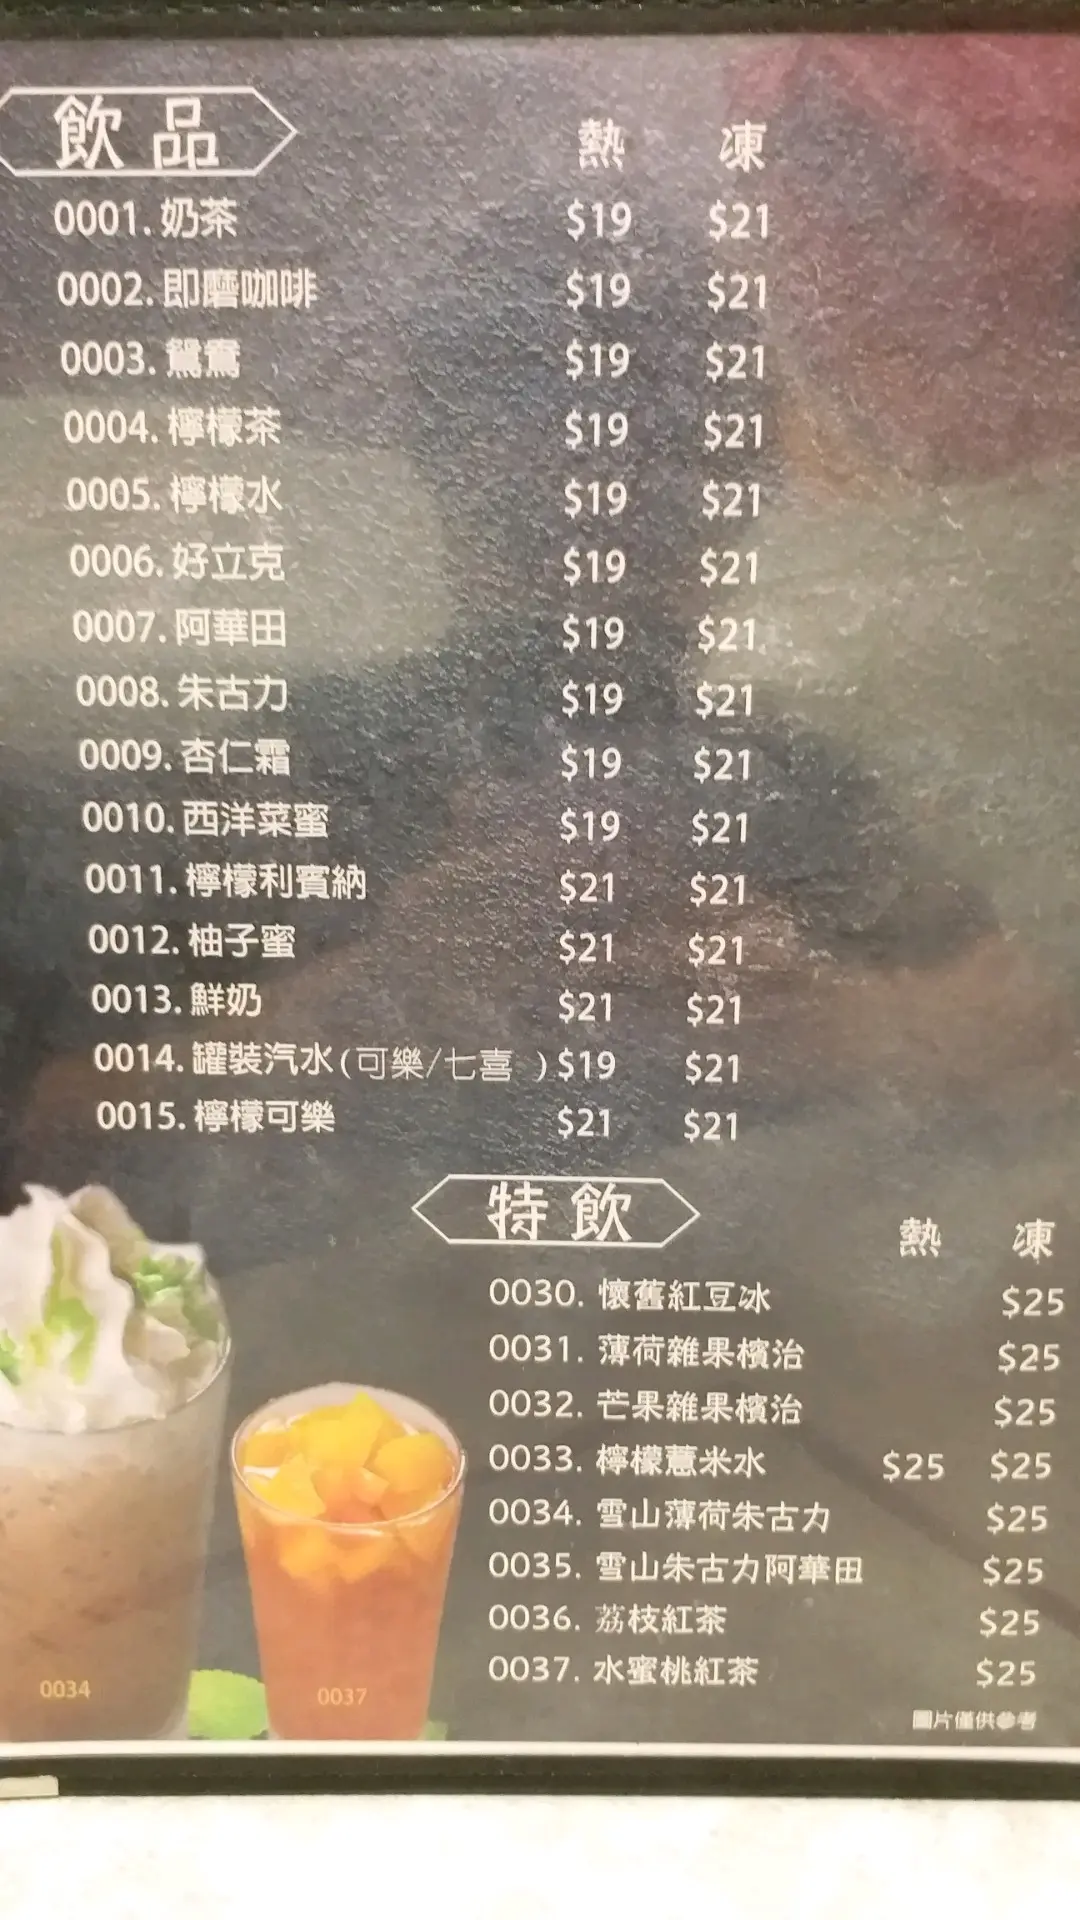 飲品 熱 凍
0001. 奶茶 $19 $21
0002. 即磨咖啡 $19 $21
0003. 鴛鴦 $19 $21
0004. 檸檬茶 $19 $21
0005. 檸檬水 $19 $21
0006. 好立克 $19 $21
0007. 阿華田 $19 $21
0008. 朱古力 $19 $21
0009. 杏仁霜 $19 $21
0010. 西洋菜蜜 $19 $21
0011. 檸檬利賓納 $21 $21
0012. 柚子蜜 $21 $21
0013. 鮮奶 $21 $21
0014. 罐裝汽水(可樂/七喜 ) $19 $21
0015. 檸檬可樂 $21 $21
特飲 熱 凍
0030. 懷舊紅豆冰 $25
0031. 薄荷雜果檳治 $25
0032. 芒果雜果檳治 $25
0033. 檸檬薏米水 $25 $25
0034. 雪山薄荷朱古力 $25
0035. 雪山朱古力阿華田 $25
0036. 荔枝紅茶 $25
0037. 水蜜桃紅茶 $25
0034
0037
圖片僅供參考